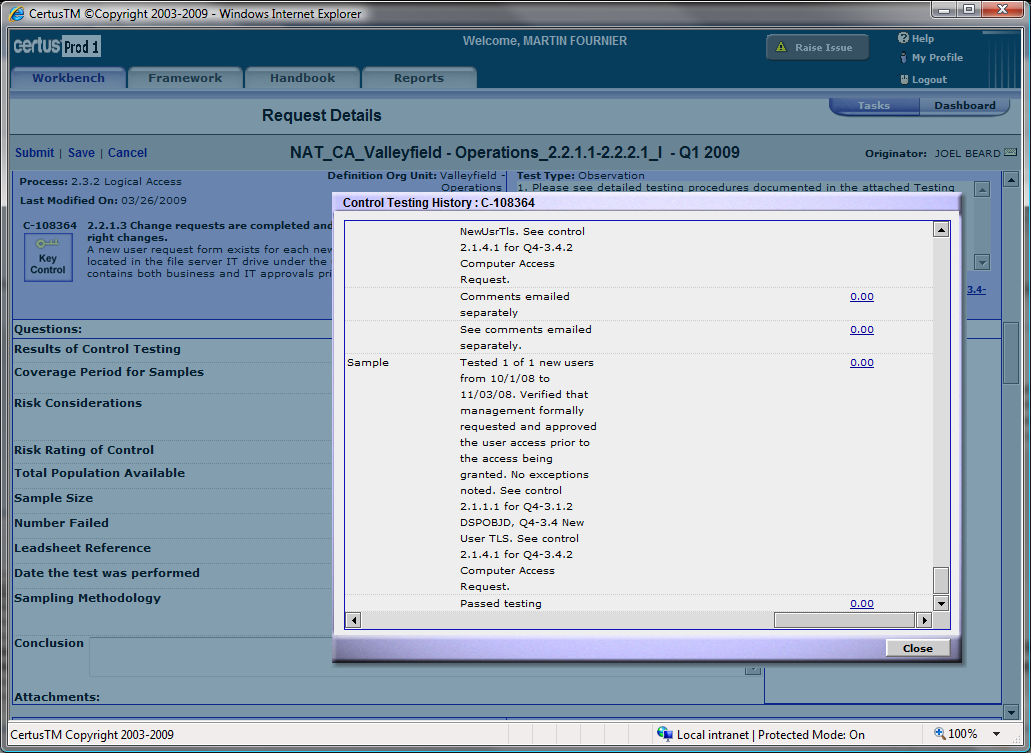 CertusTM ©Copyright 2003-2009 - Windows Internet Explorer
certus Prod 1
Welcome, MARTIN FOURNIER
Raise Issue
Help
My Profile
Logout
Workbench Framework Handbook Reports
Tasks Dashboard
Request Details
Submit | Save | Cancel
NAT_CA_Valleyfield - Operations_2.2.1.1-2.2.2.1_I - Q1 2009
Originator: JOEL BEARD
Process: 2.3.2 Logical Access
Last Modified On: 03/26/2009
Definition Org Unit: Valleyfield -
Operations
Test Type: Observation
1. Please see detailed testing procedures documented in the attached Testing
C-108364
Key
Control
2.2.1.3 Change requests are completed and
right changes.
A new user request form exists for each new
located in the file server IT drive under the
contains both business and IT approvals pri
3.4-
Questions:
Results of Control Testing
Coverage Period for Samples
Risk Considerations
Risk Rating of Control
Total Population Available
Sample Size
Number Failed
Leadsheet Reference
Date the test was performed
Sampling Methodology
Conclusion
Attachments:
Control Testing History : C-108364
NewUsrTls. See control
2.1.4.1 for Q4-3.4.2
Computer Access
Request.
Comments emailed 0.00
separately
See comments emailed 0.00
separately.
Sample Tested 1 of 1 new users 0.00
from 10/1/08 to
11/03/08. Verified that
management formally
requested and approved
the user access prior to
the access being
granted. No exceptions
noted. See control
2.1.1.1 for Q4-3.1.2
DSPOBJD, Q4-3.4 New
User TLS. See control
2.1.4.1 for Q4-3.4.2
Computer Access
Request.
Passed testing 0.00
Close
CertusTM Copyright 2003-2009
Local intranet | Protected Mode: On
100%